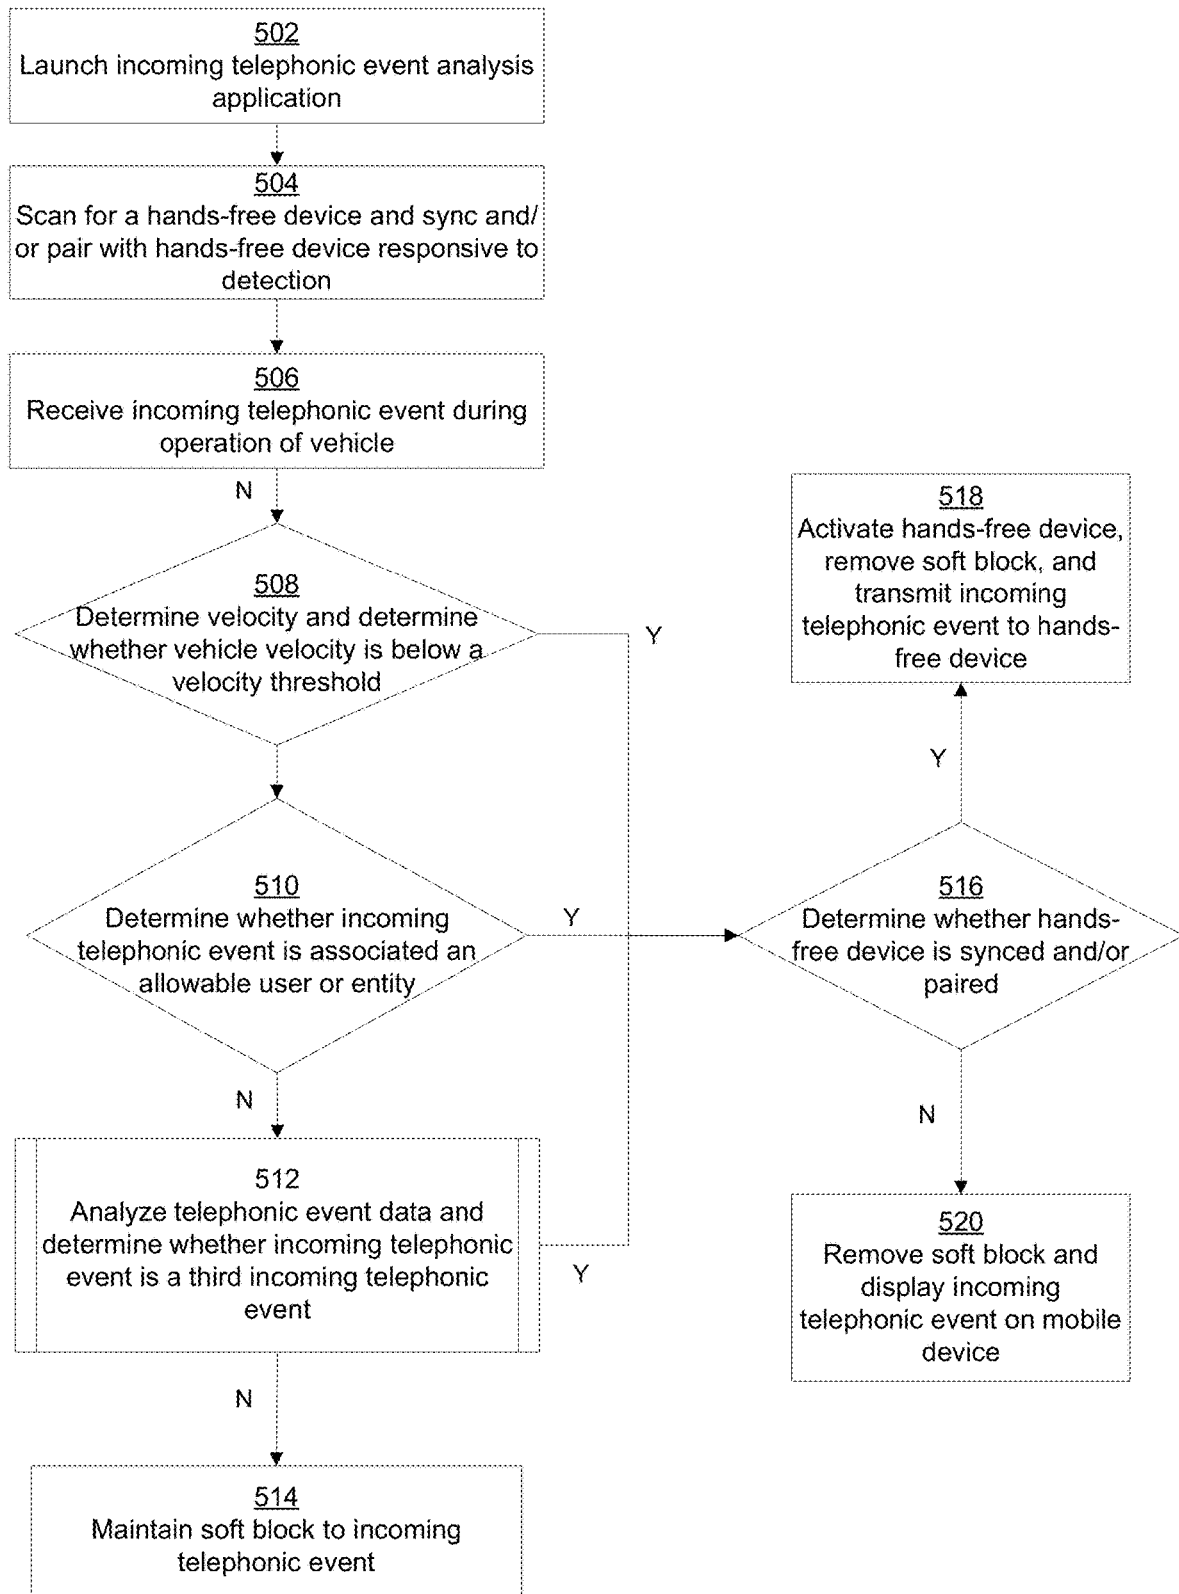 502
Launch incoming telephonic event analysis
application
504
Scan for a hands-free device and sync and/
or pair with hands-free device responsive to
detection
506
Receive incoming telephonic event during
operation of vehicle
N
508
Determine velocity and determine
whether vehicle velocity is below a
velocity threshold
Y
510
Determine whether incoming
telephonic event is associated an
allowable user or entity
Y
N
512
Analyze telephonic event data and
determine whether incoming telephonic
event is a third incoming telephonic
event
Y
N
514
Maintain soft block to incoming
telephonic event
518
Activate hands-free device,
remove soft block, and
transmit incoming
telephonic event to hands-
free device
Y
516
Determine whether hands-
free device is synced and/or
paired
N
520
Remove soft block and
display incoming
telephonic event on mobile
device